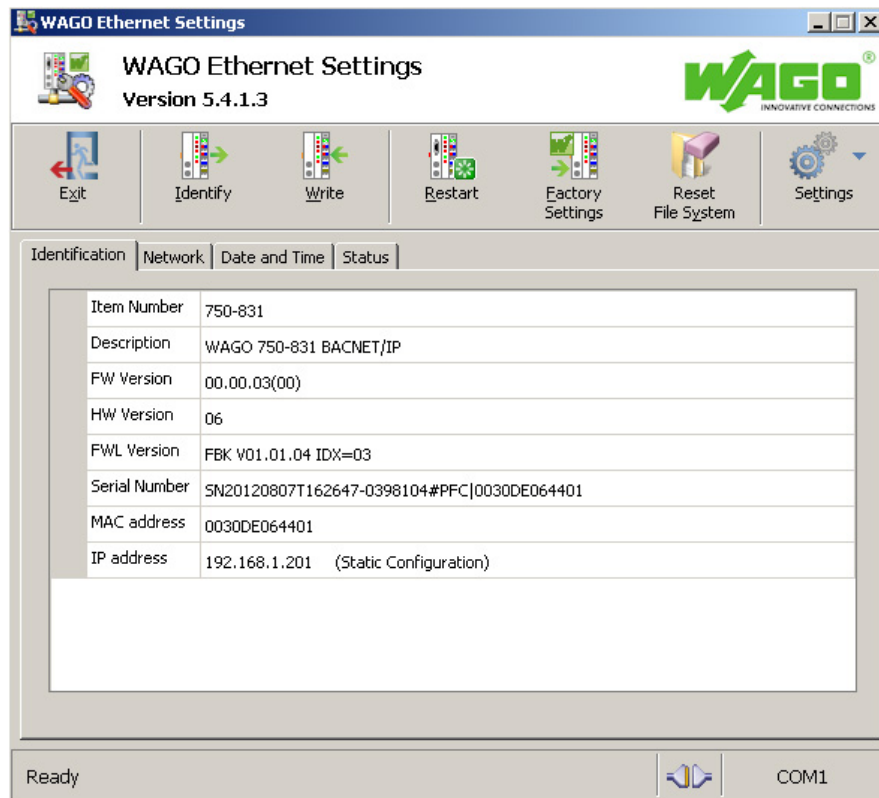 WAGO Ethernet Settings
WAGO Ethernet Settings
Version 5.4.1.3
WAGO®
INNOVATIVE CONNECTIONS
Exit
Identify
Write
Restart
Factory
Settings
Reset
File System
Settings
Identification
Network
Date and Time
Status
Item Number 750-831
Description WAGO 750-831 BACNET/IP
FW Version 00.00.03(00)
HW Version 06
FWL Version FBK V01.01.04 IDX=03
Serial Number SN20120807T162647-0398104#PFC|0030DE064401
MAC address 0030DE064401
IP address 192.168.1.201 (Static Configuration)
Ready
COM1